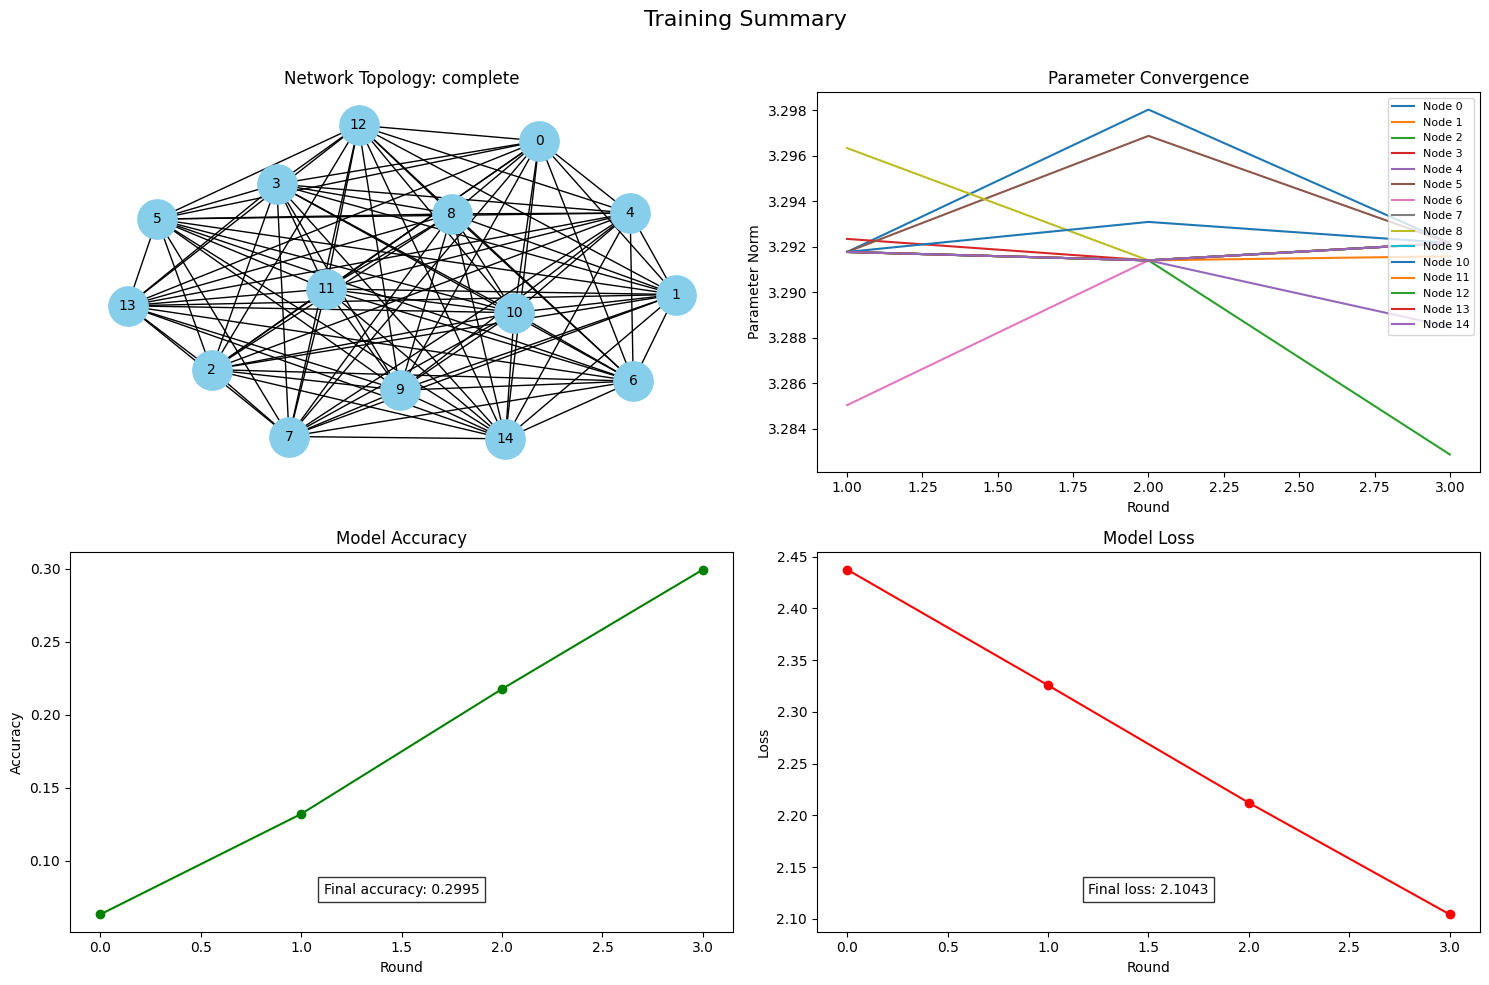 Training Summary
Network Topology: complete
12
0
3
5
8
4
11
13
1
10
2
6
9
7
14
Parameter Convergence
Parameter Norm
3.298
3.296
3.294
3.292
3.290
3.288
3.286
3.284
Node 0
Node 1
Node 2
Node 3
Node 4
Node 5
Node 6
Node 7
Node 8
Node 9
Node 10
Node 11
Node 12
Node 13
Node 14
1.00 1.25 1.50 1.75 2.00 2.25 2.50 2.75 3.00
Round
Model Accuracy
Accuracy
0.30
0.25
0.20
0.15
0.10
Final accuracy: 0.2995
0.0 0.5 1.0 1.5 2.0 2.5 3.0
Round
Model Loss
Loss
2.45
2.40
2.35
2.30
2.25
2.20
2.15
2.10
Final loss: 2.1043
0.0 0.5 1.0 1.5 2.0 2.5 3.0
Round